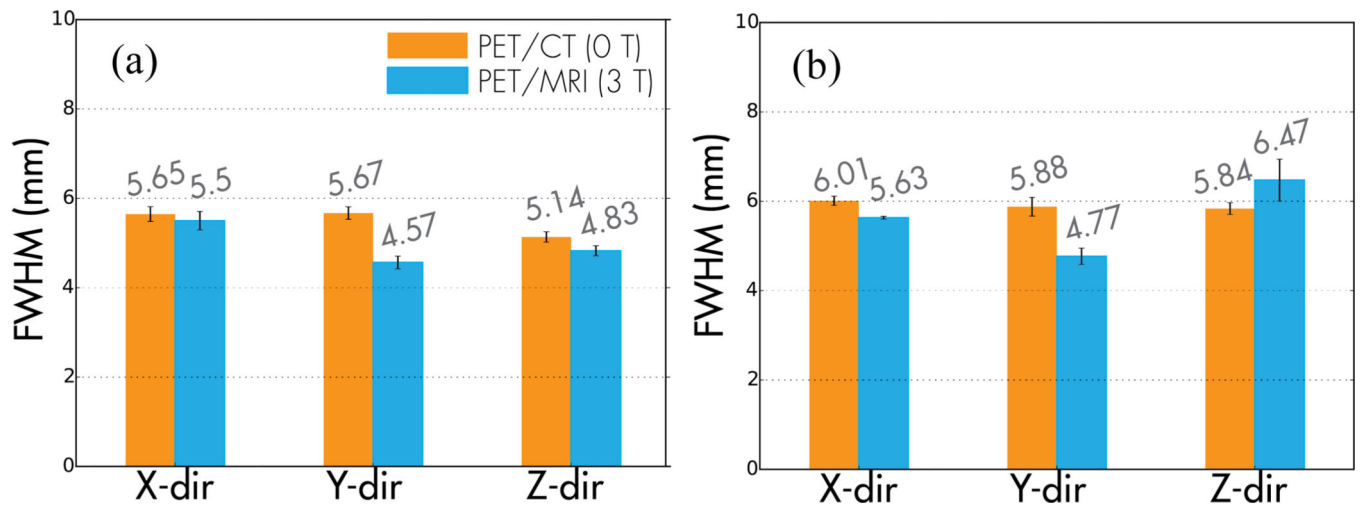 (a)
PET/CT (0 T)
PET/MRI (3 T)
FWHM (mm)
10
8
6
4
2
0
5.65
5.5
5.67
4.57
5.14
4.83
X-dir
Y-dir
Z-dir
(b)
FWHM (mm)
10
8
6
4
2
0
6.01
5.63
5.88
4.77
5.84
6.47
X-dir
Y-dir
Z-dir